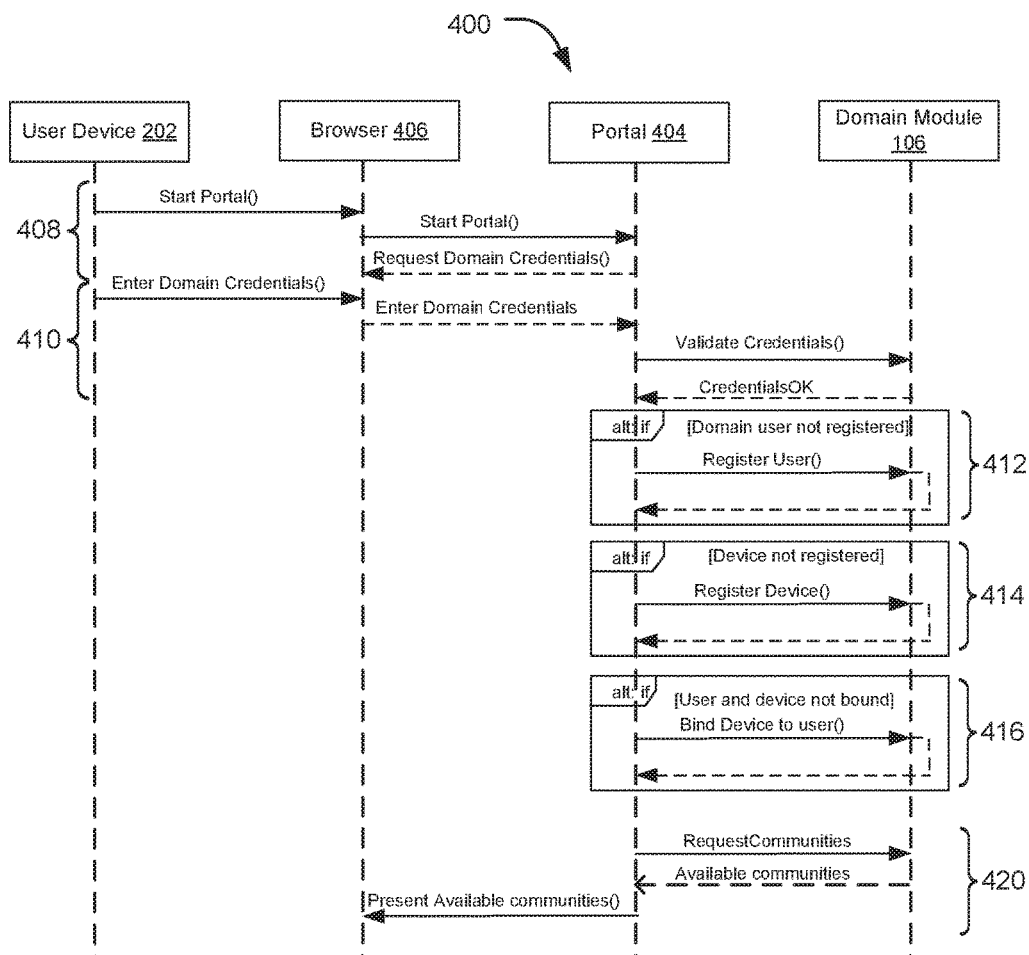 400
User Device 202
Browser 406
Portal 404
Domain Module
106
Start Portal()
408
Start Portal()
Request Domain Credentials()
Enter Domain Credentials()
Enter Domain Credentials
410
Validate Credentials()
CredentialsOK
alt: if [Domain user not registered]
Register User()
412
alt: if [Device not registered]
Register Device()
414
alt: if [User and device not bound]
Bind Device to user()
416
RequestCommunities
Available communities
420
Present Available communities()